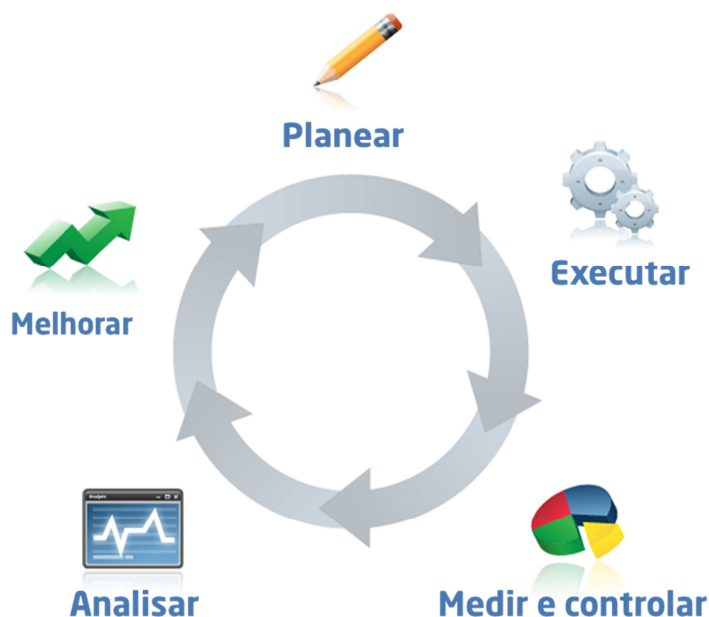 Planear
Executar
Melhorar
Analisar
Medir e controlar